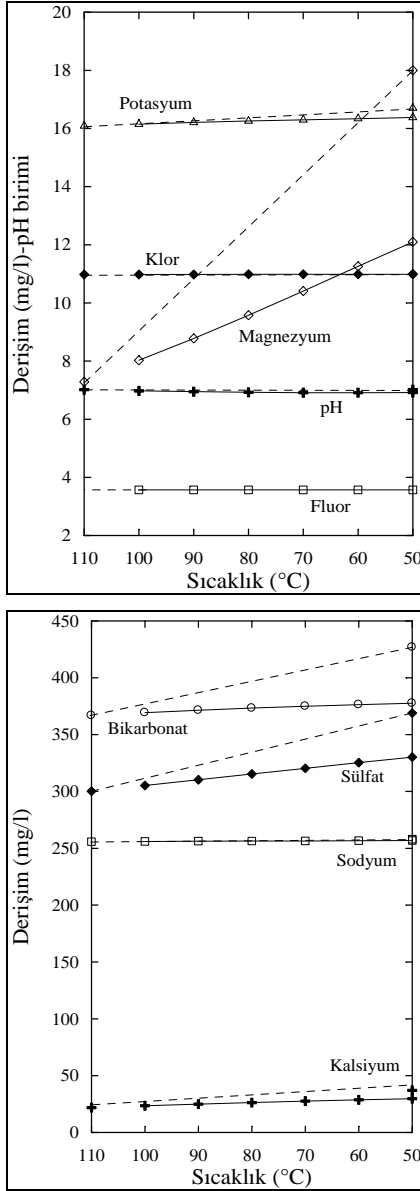 20
18
16
14
12
10
8
6
4
2
Derişim (mg/l)-pH birimi
Potasyum
Klor
Magnezyum
pH
Fluor
110 100 90 80 70 60 50
Sıcaklık (°C)
450
400
350
300
250
200
150
100
50
0
Derişim (mg/l)
Bikarbonat
Sülfat
Sodyum
Kalsiyum
110 100 90 80 70 60 50
Sıcaklık (°C)